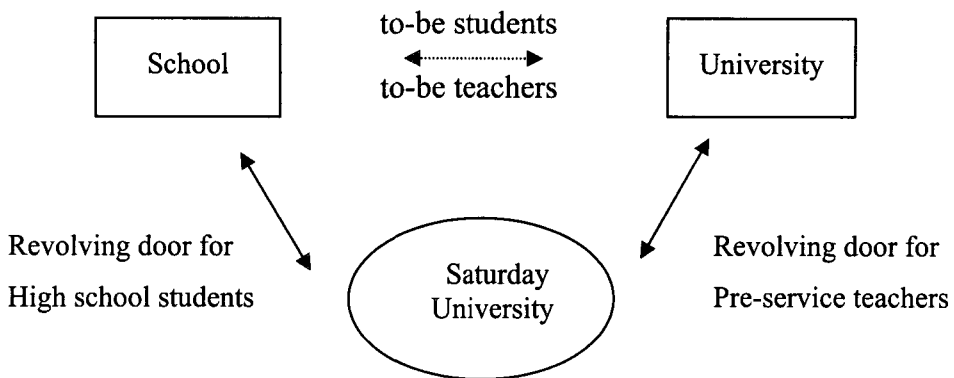 to-be students
School
University
to-be teachers
Revolving door for
High school students
Saturday
University
Revolving door for
Pre-service teachers